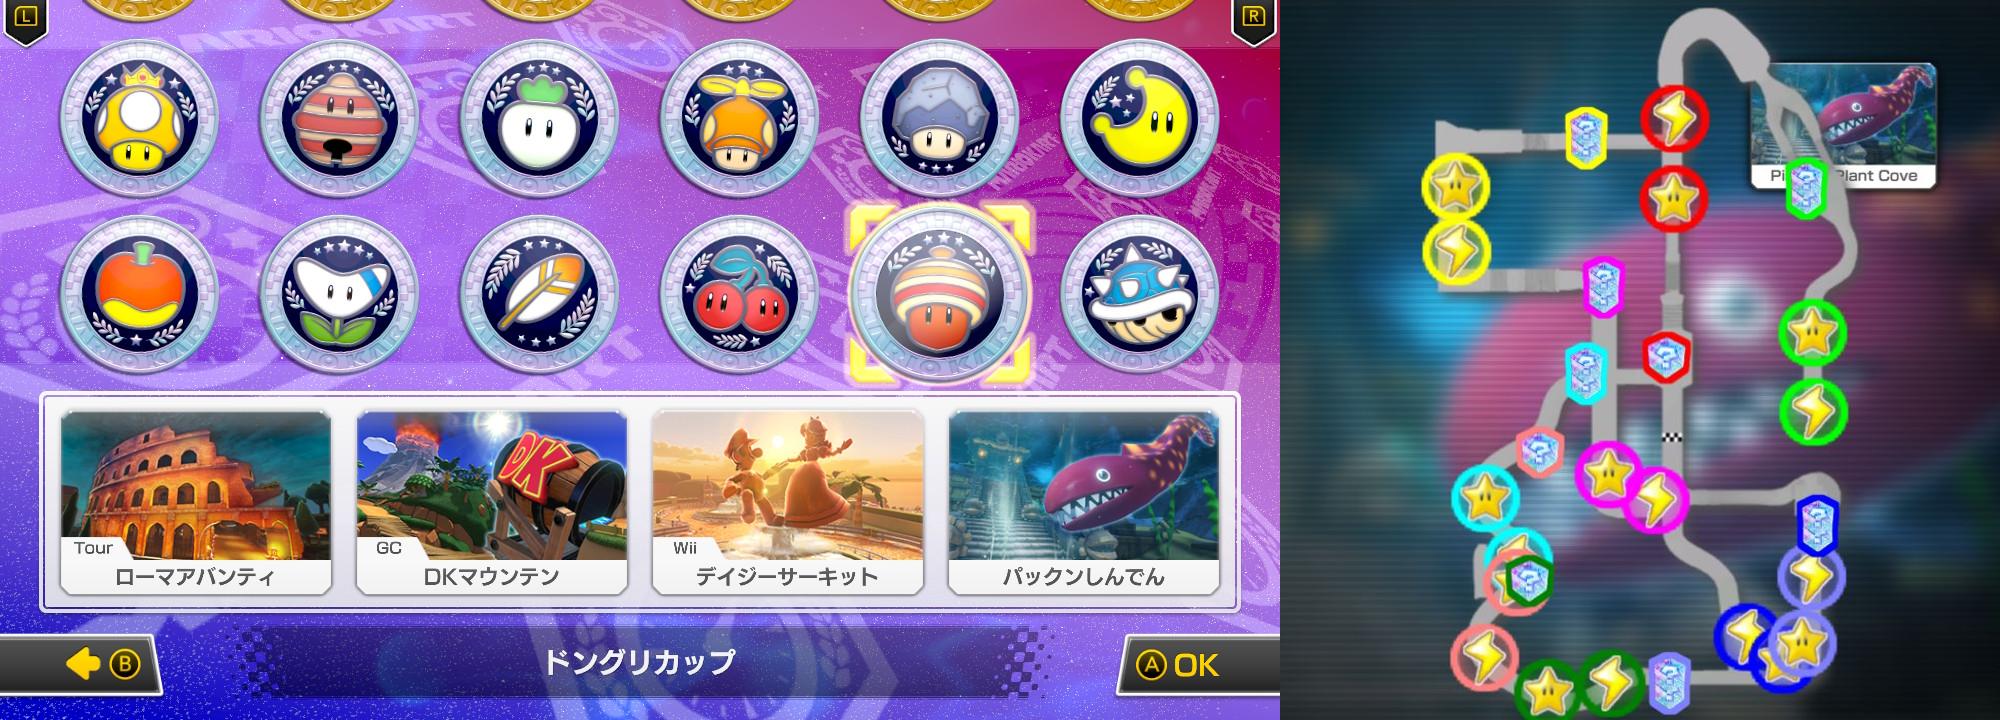 L
R
MARIOKART
Tour
ローマアバンティ
GC
DK
DKマウンテン
Wii
デイジーサーキット
パックンしんでん
B
ドングリカップ
A OK
Plant Cove